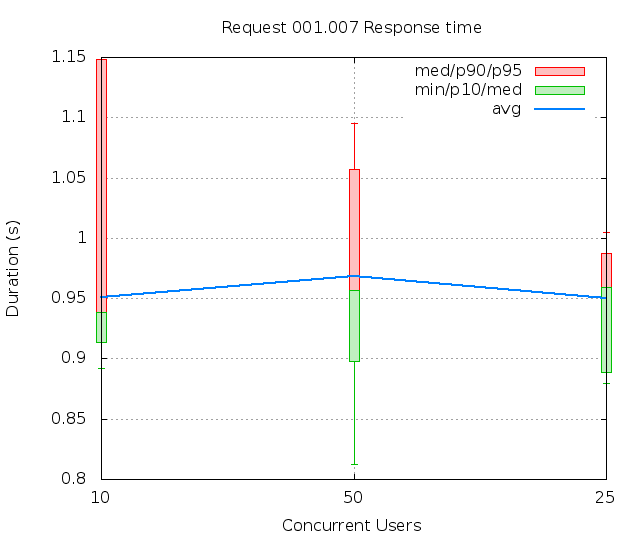 Request 001.007 Response time
1.15
1.1
1.05
1
0.95
0.9
0.85
0.8
Duration (s)
med/p90/p95
min/p10/med
avg
10
50
25
Concurrent Users